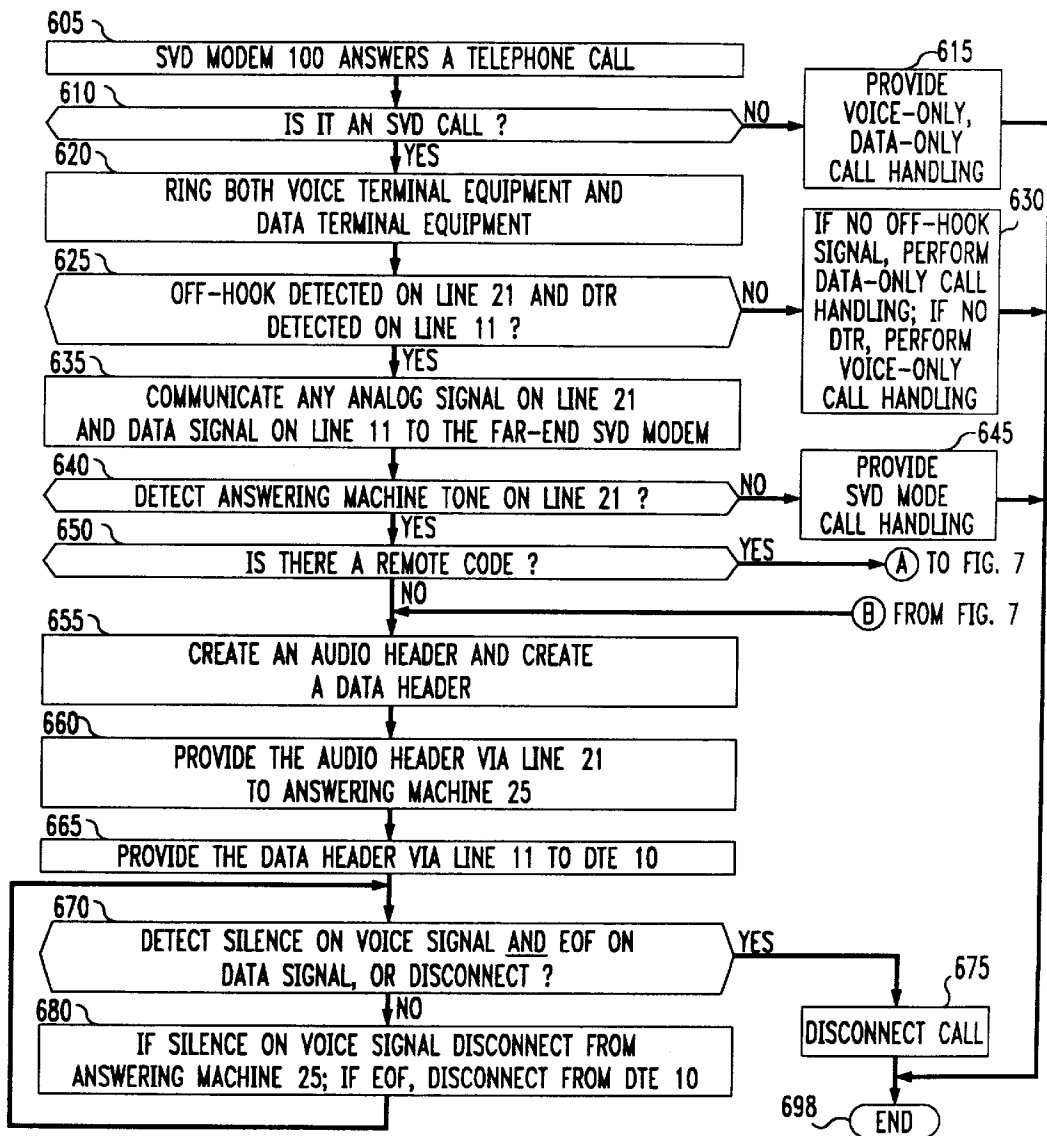 605
SVD MODEM 100 ANSWERS A TELEPHONE CALL
610
IS IT AN SVD CALL ?
NO
615
PROVIDE
VOICE-ONLY,
DATA-ONLY
CALL HANDLING
YES
620
RING BOTH VOICE TERMINAL EQUIPMENT AND
DATA TERMINAL EQUIPMENT
625
OFF-HOOK DETECTED ON LINE 21 AND DTR
DETECTED ON LINE 11 ?
NO
630
IF NO OFF-HOOK
SIGNAL, PERFORM
DATA-ONLY CALL
HANDLING; IF NO
DTR, PERFORM
VOICE-ONLY
CALL HANDLING
YES
635
COMMUNICATE ANY ANALOG SIGNAL ON LINE 21
AND DATA SIGNAL ON LINE 11 TO THE FAR-END SVD MODEM
640
DETECT ANSWERING MACHINE TONE ON LINE 21 ?
NO
645
PROVIDE
SVD MODE
CALL HANDLING
YES
650
IS THERE A REMOTE CODE ?
YES
A TO FIG. 7
NO
B FROM FIG. 7
655
CREATE AN AUDIO HEADER AND CREATE
A DATA HEADER
660
PROVIDE THE AUDIO HEADER VIA LINE 21
TO ANSWERING MACHINE 25
665
PROVIDE THE DATA HEADER VIA LINE 11 TO DTE 10
670
DETECT SILENCE ON VOICE SIGNAL AND EOF ON
DATA SIGNAL, OR DISCONNECT ?
YES
675
DISCONNECT CALL
NO
680
IF SILENCE ON VOICE SIGNAL DISCONNECT FROM
ANSWERING MACHINE 25; IF EOF, DISCONNECT FROM DTE 10
698
END